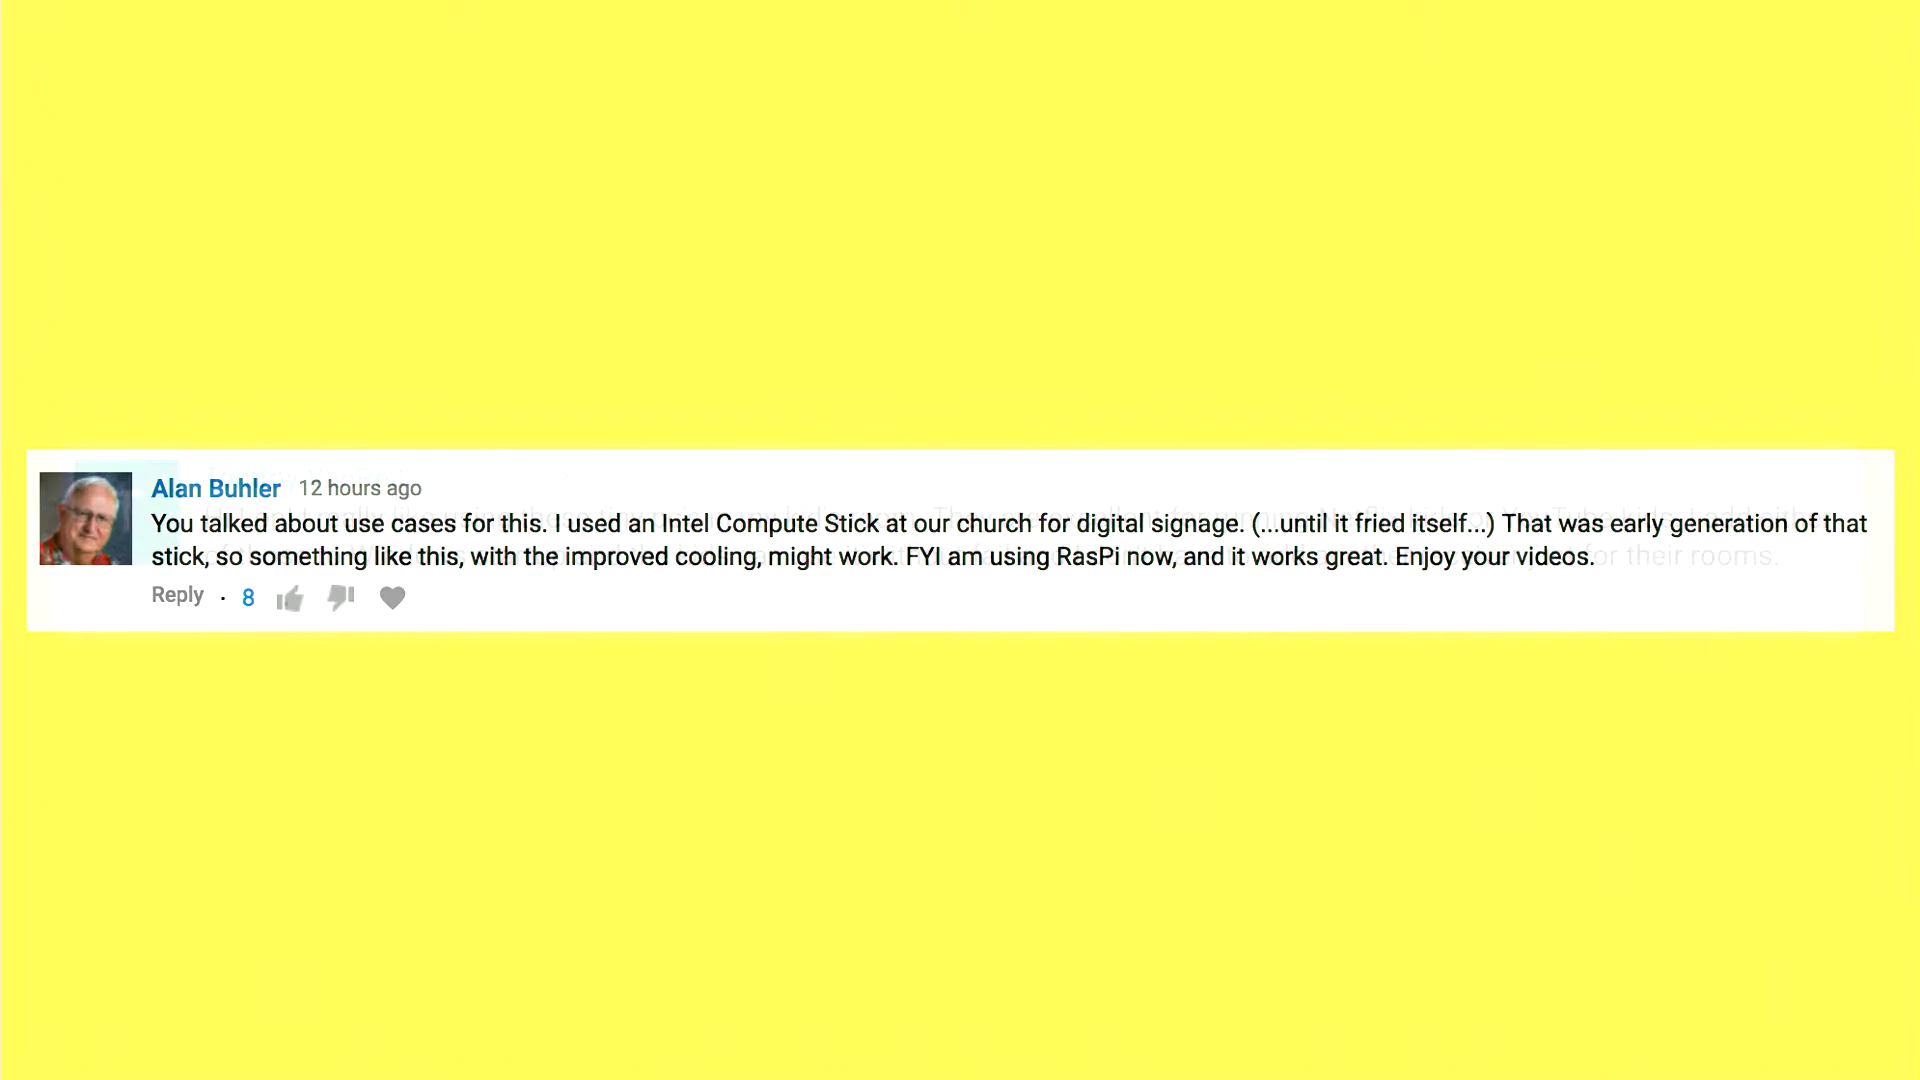 Alan Buhler 12 hours ago
You talked about use cases for this. I used an Intel Compute Stick at our church for digital signage. (...until it fried itself...) That was early generation of that
stick, so something like this, with the improved cooling, might work. FYI am using RasPi now, and it works great. Enjoy your videos.
for their rooms.
Reply · 8